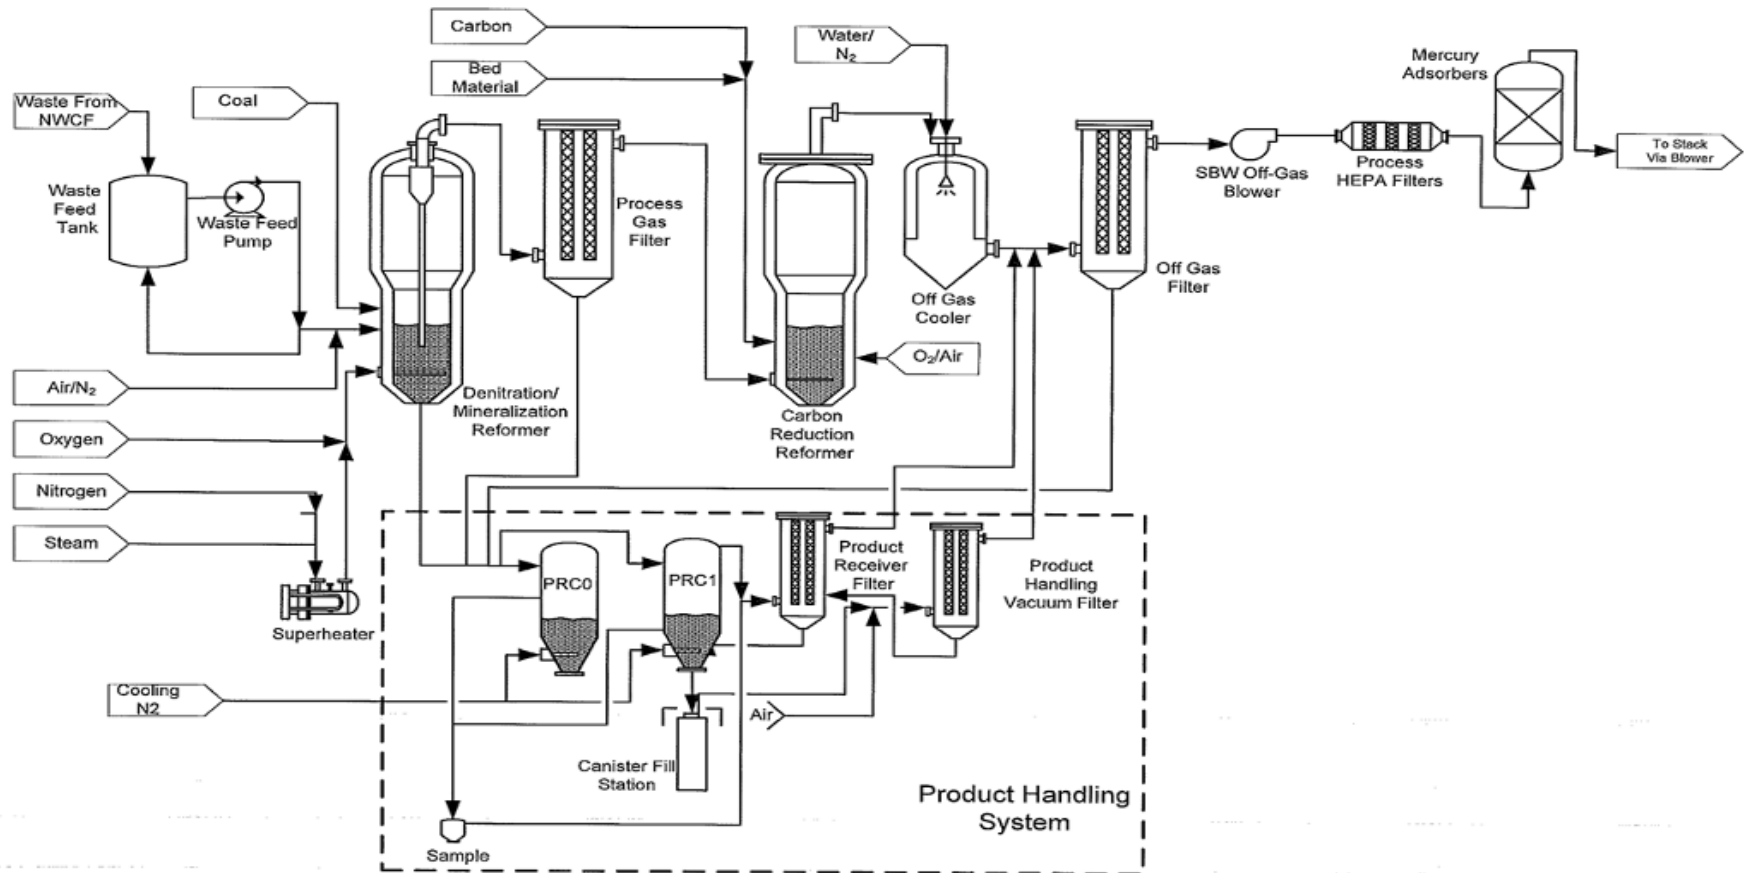 Carbon
Bed
Material
Water/
N2
Mercury
Adsorbers
Waste From
NWCF
Coal
To Stack
Via Blower
Waste
Feed
Tank
Waste Feed
Pump
Process
Gas
Filter
SBW Off-Gas
Blower
Process
HEPA Filters
Off Gas
Cooler
Off Gas
Filter
Air/N2
O2/Air
Denitration/
Mineralization
Reformer
Carbon
Reduction
Reformer
Oxygen
Nitrogen
Steam
Superheater
PRC0
PRC1
Product
Receiver
Filter
Product
Handling
Vacuum Filter
Cooling
N2
Air
Canister Fill
Station
Product Handling
System
Sample